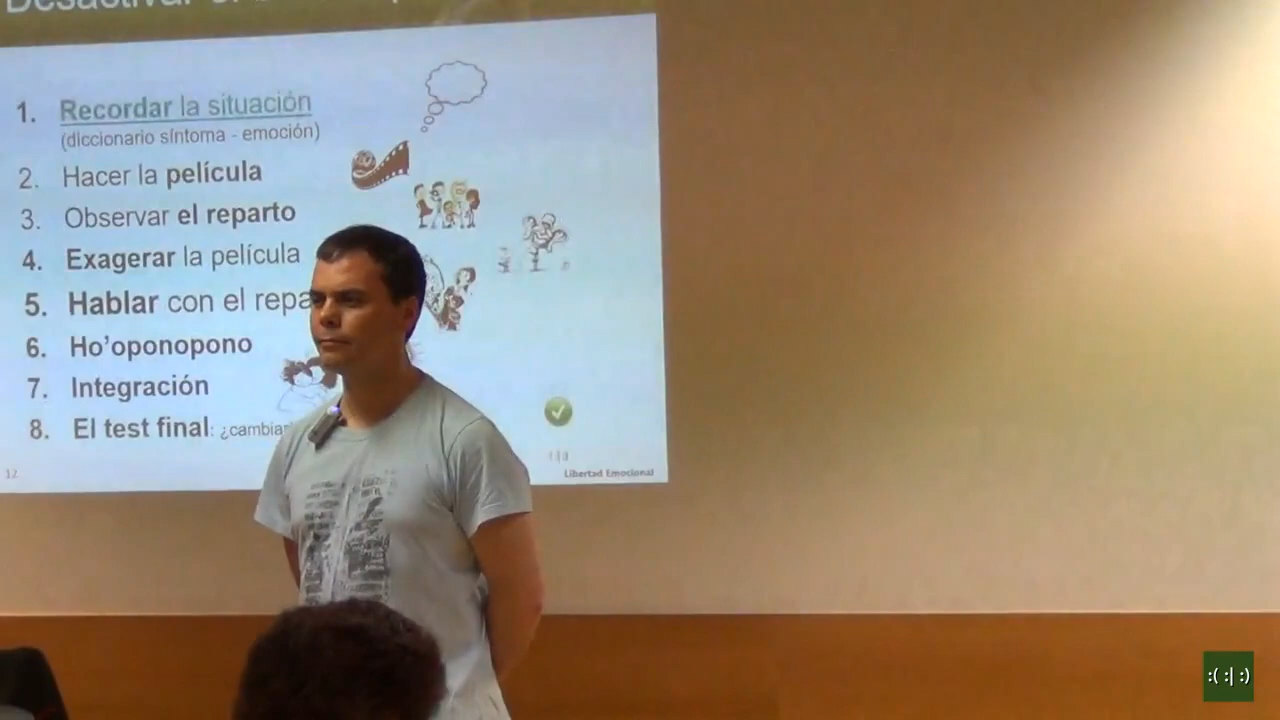 Desactivar
1. Recordar la situación
(diccionario síntoma - emoción)
2. Hacer la película
3. Observar el reparto
4. Exagerar la película
5. Hablar con el repa
6. Ho'oponopono
7. Integración
8. El test final: ¿cambiar
12
Libertad Emocional
:( :| :)